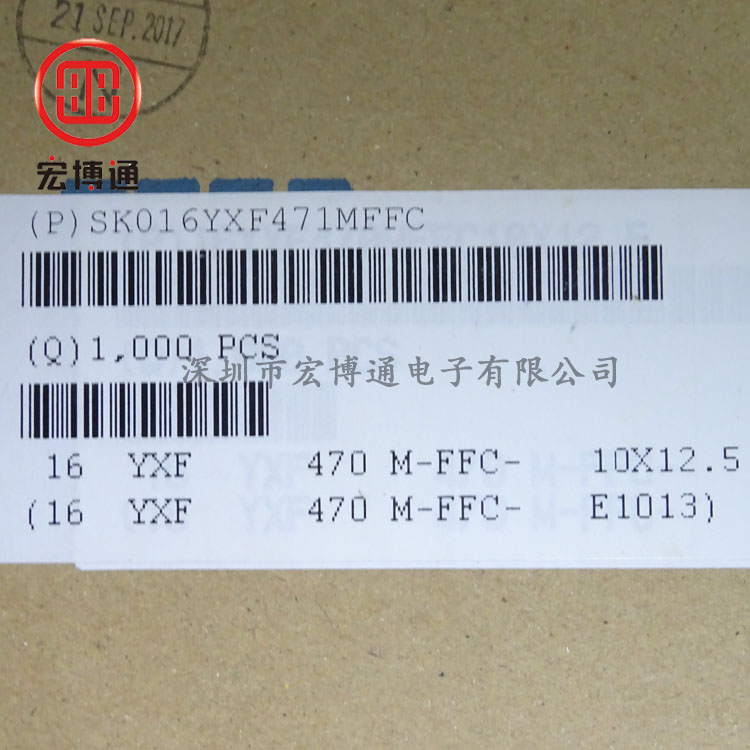 21 SEP. 2017
宏博通
(P)SK016YXF471MFFC
(Q)1,000 PCS
深圳市宏博通电子有限公司
16 YXF 470 M-FFC- 10X12.5
(16 YXF 470 M-FFC- E1013)